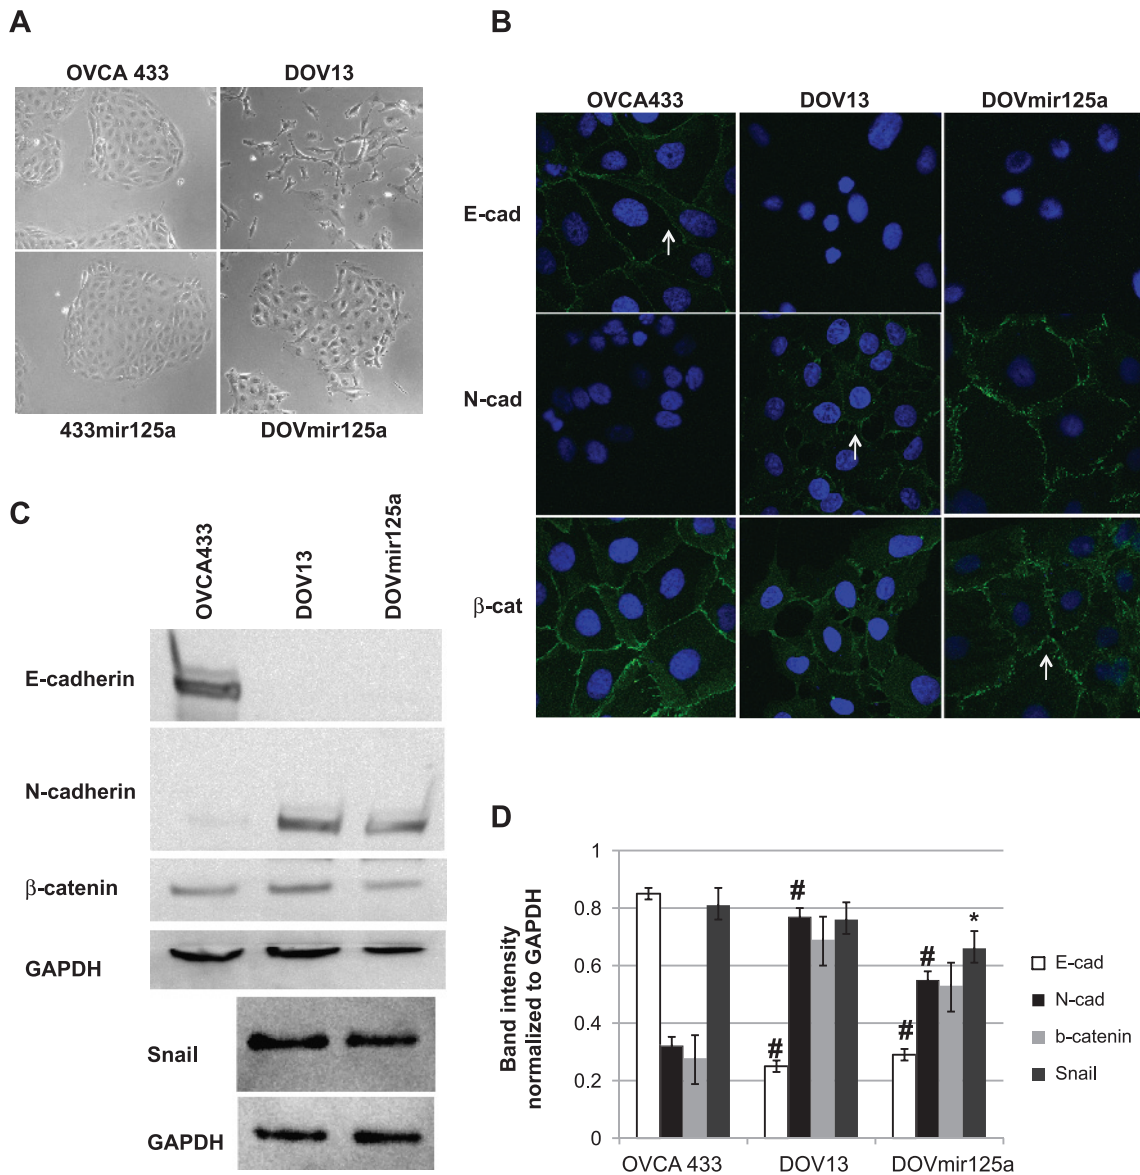 A
OVCA 433 DOV13
433mir125a DOVmir125a
B
OVCA433 DOV13 DOVmir125a
E-cad
N-cad
β-cat
C
OVCA433
DOV13
DOVmir125a
E-cadherin
N-cadherin
β-catenin
GAPDH
Snail
GAPDH
D
Band intensity
normalized to GAPDH
1
0.8
0.6
0.4
0.2
0
#
#
#
#
*
OVCA 433 DOV13 DOVmir125a
E-cad
N-cad
b-catenin
Snail